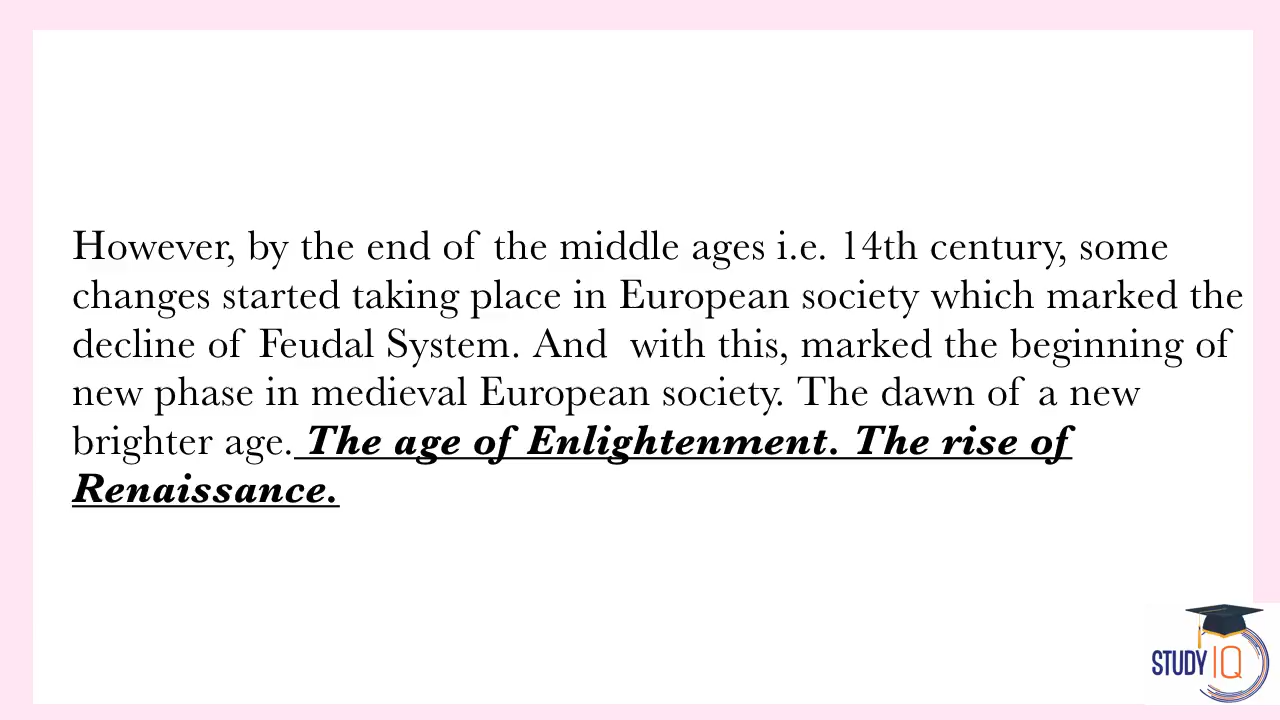 However, by the end of the middle ages i.e. 14th century, some
changes started taking place in European society which marked the
decline of Feudal System. And with this, marked the beginning of
new phase in medieval European society. The dawn of a new
brighter age. The age of Enlightenment. The rise of
Renaissance.
STUDY IQ